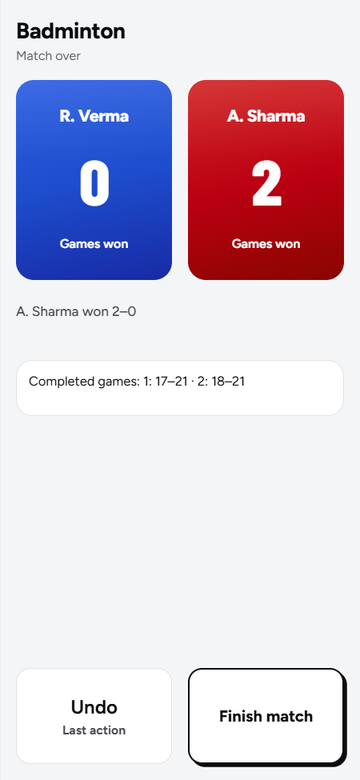 Badminton
Match over
R. Verma
0
Games won
A. Sharma
2
Games won
A. Sharma won 2–0
Completed games: 1: 17–21 · 2: 18–21
Undo
Last action
Finish match